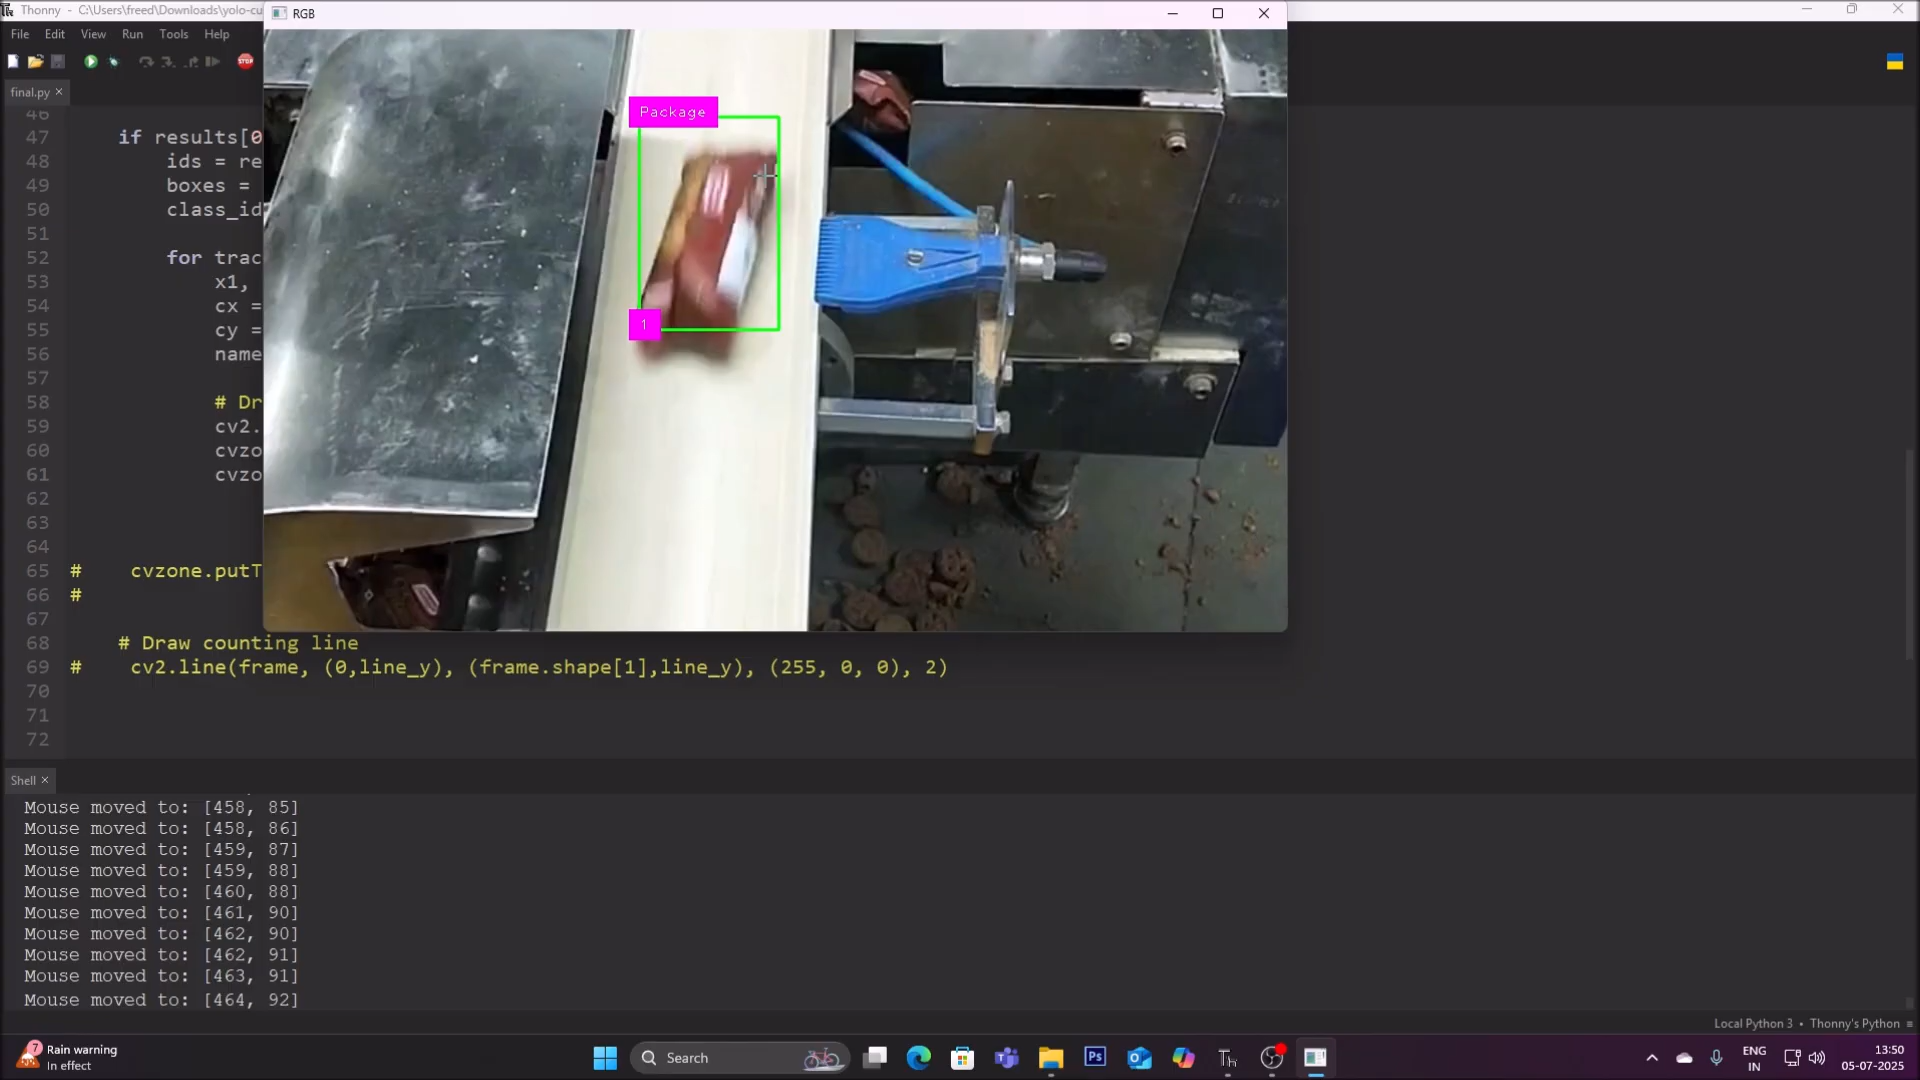 Thonny - C:\Users\freed\Downloads\yolo-cu
RGB
File Edit View Run Tools Help
STOP
final.py ×
Package
1
46
47 if results[0
48 ids = re
49 boxes =
50 class_id
51
52 for trac
53 x1,
54 cx =
55 cy =
56 name
57
58 # Dr
59 cv2.
60 cvzo
61 cvzo
62
63
64
65 # cvzone.putT
66 #
67
68 # Draw counting line
69 # cv2.line(frame, (0,line_y), (frame.shape[1],line_y), (255, 0, 0), 2)
70
71
72
Shell ×
Mouse moved to: [458, 85]
Mouse moved to: [458, 86]
Mouse moved to: [459, 87]
Mouse moved to: [459, 88]
Mouse moved to: [460, 88]
Mouse moved to: [461, 90]
Mouse moved to: [462, 90]
Mouse moved to: [462, 91]
Mouse moved to: [463, 91]
Mouse moved to: [464, 92]
Local Python 3 • Thonny's Python ≡
7
Rain warning
In effect
Search
Ps
Th
ENG
IN
13:50
05-07-2025